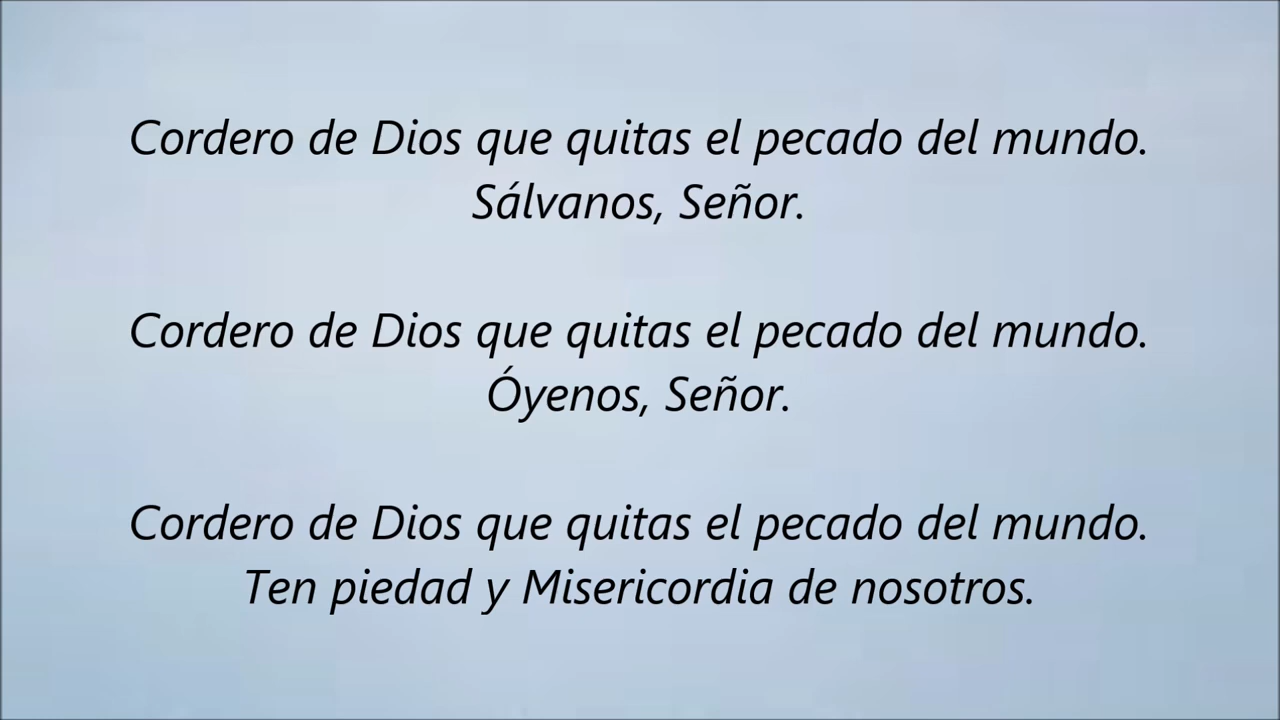 Cordero de Dios que quitas el pecado del mundo.
Sálvanos, Señor.
Cordero de Dios que quitas el pecado del mundo.
Óyenos, Señor.
Cordero de Dios que quitas el pecado del mundo.
Ten piedad y Misericordia de nosotros.